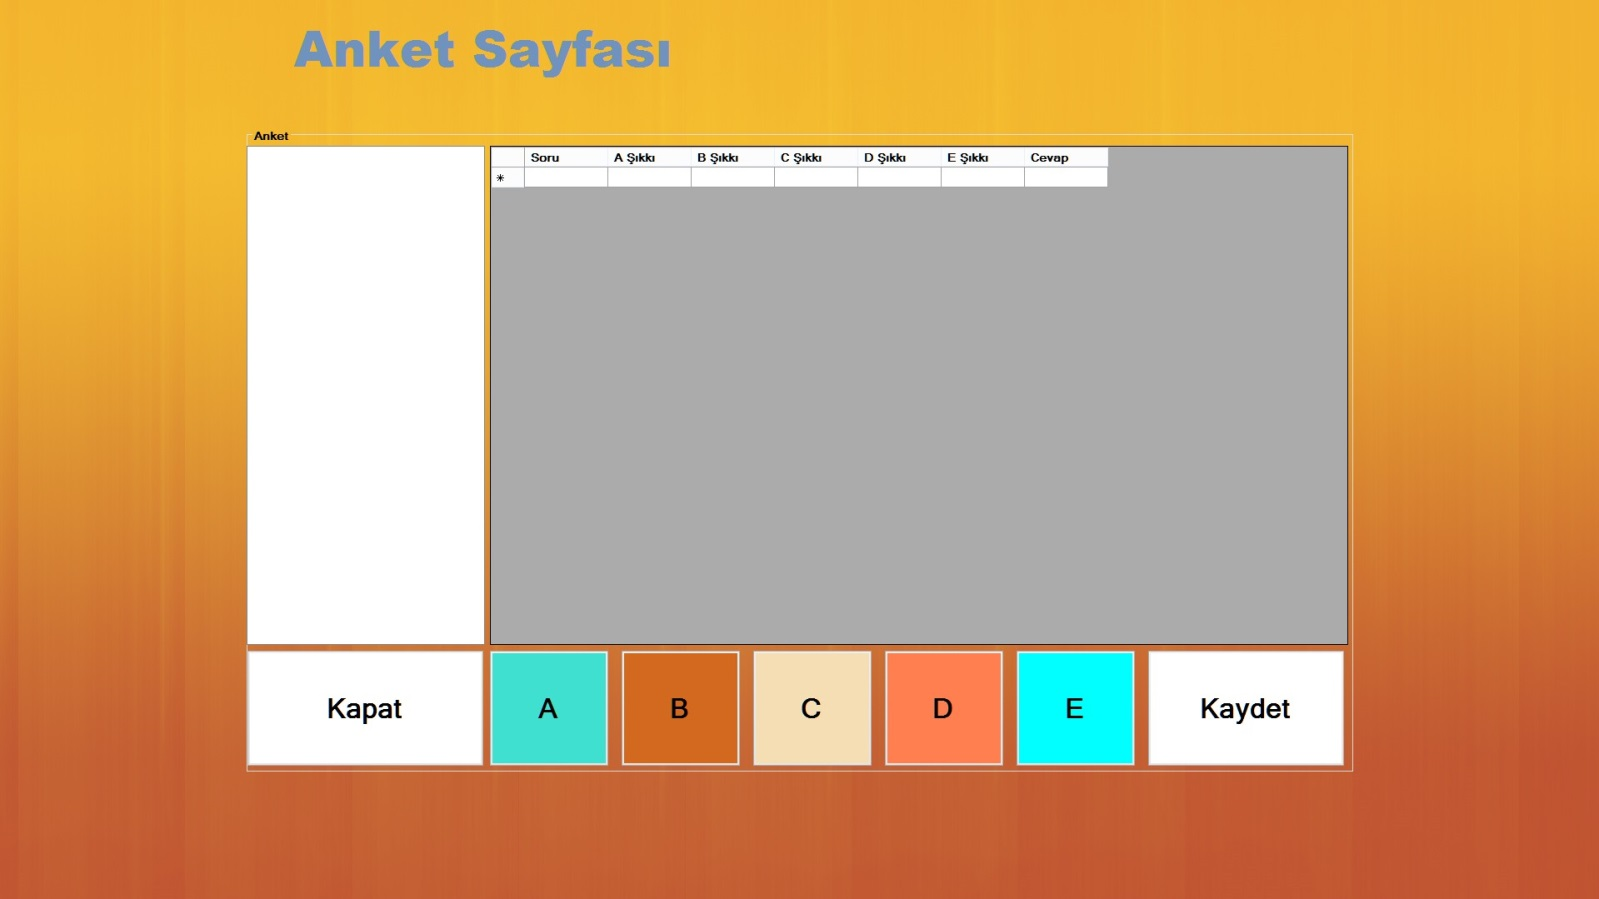 Anket Sayfası
Anket
Soru A Şıkkı B Şıkkı C Şıkkı D Şıkkı E Şıkkı Cevap
*
Kapat A B C D E Kaydet